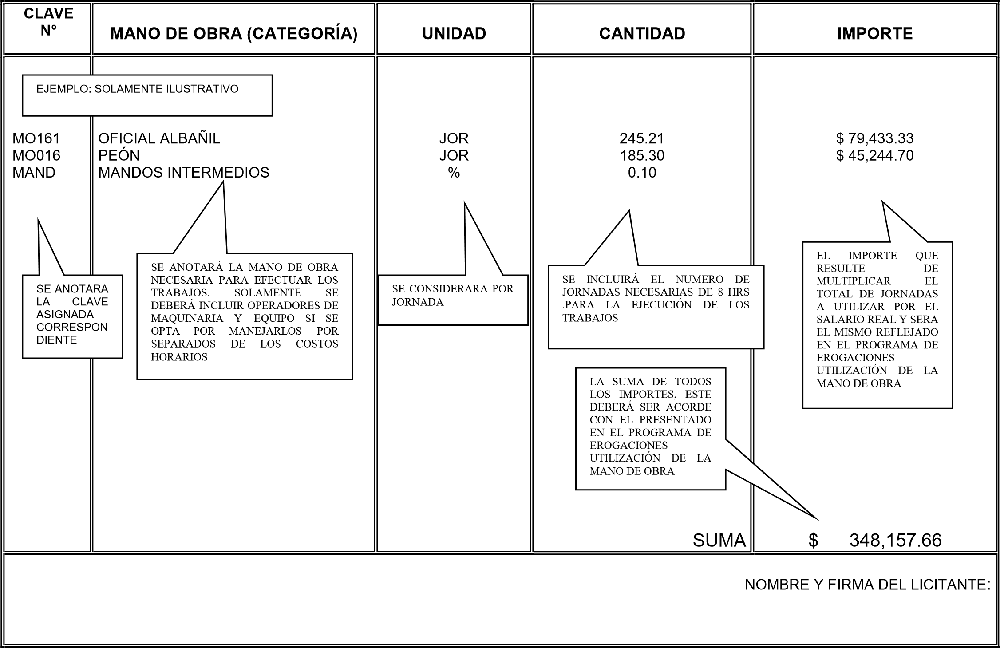 CLAVE
N°
MANO DE OBRA (CATEGORÍA)
UNIDAD
CANTIDAD
IMPORTE
EJEMPLO: SOLAMENTE ILUSTRATIVO
MO161 OFICIAL ALBAÑIL JOR 245.21 $ 79,433.33
MO016 PEÓN JOR 185.30 $ 45,244.70
MAND MANDOS INTERMEDIOS % 0.10
SE ANOTARA
LA CLAVE
ASIGNADA
CORRESPON
DIENTE
SE ANOTARÁ LA MANO DE OBRA
NECESARIA PARA EFECTUAR LOS
TRABAJOS. SOLAMENTE SE
DEBERÁ INCLUIR OPERADORES DE
MAQUINARIA Y EQUIPO SI SE
OPTA POR MANEJARLOS POR
SEPARADOS DE LOS COSTOS
HORARIOS
SE CONSIDERARA POR
JORNADA
SE INCLUIRÁ EL NUMERO DE
JORNADAS NECESARIAS DE 8 HRS
.PARA LA EJECUCIÓN DE LOS
TRABAJOS
EL IMPORTE QUE
RESULTE DE
MULTIPLICAR EL
TOTAL DE JORNADAS
A UTILIZAR POR EL
SALARIO REAL Y SERA
EL MISMO REFLEJADO
EN EL PROGRAMA DE
EROGACIONES
UTILIZACIÓN DE LA
MANO DE OBRA
LA SUMA DE TODOS
LOS IMPORTES, ESTE
DEBERÁ SER ACORDE
CON EL PRESENTADO
EN EL PROGRAMA DE
EROGACIONES
UTILIZACIÓN DE LA
MANO DE OBRA
SUMA $ 348,157.66
NOMBRE Y FIRMA DEL LICITANTE: